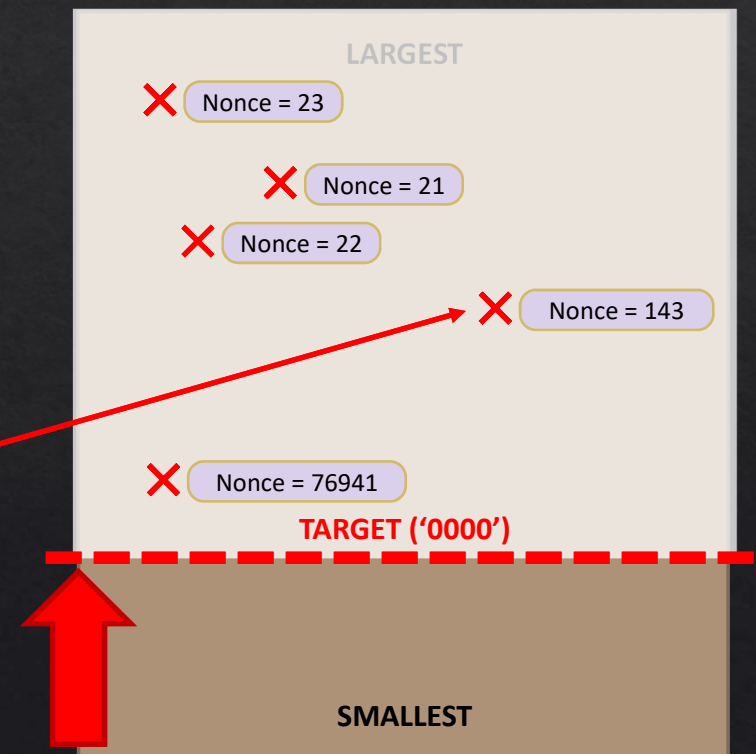 LARGEST
Nonce = 23
Nonce = 21
Nonce = 22
Nonce = 143
Nonce = 76941
TARGET (‘0000’)
SMALLEST